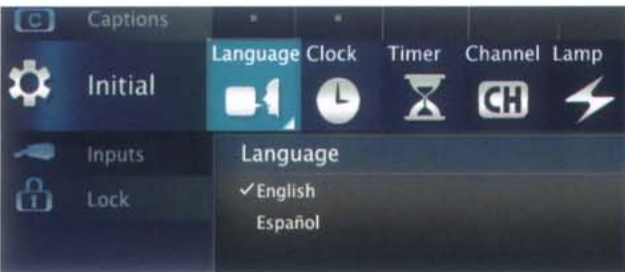 Captions
Initial
Language Clock Timer Channel Lamp
CH
Inputs
Lock
Language
✓English
Español